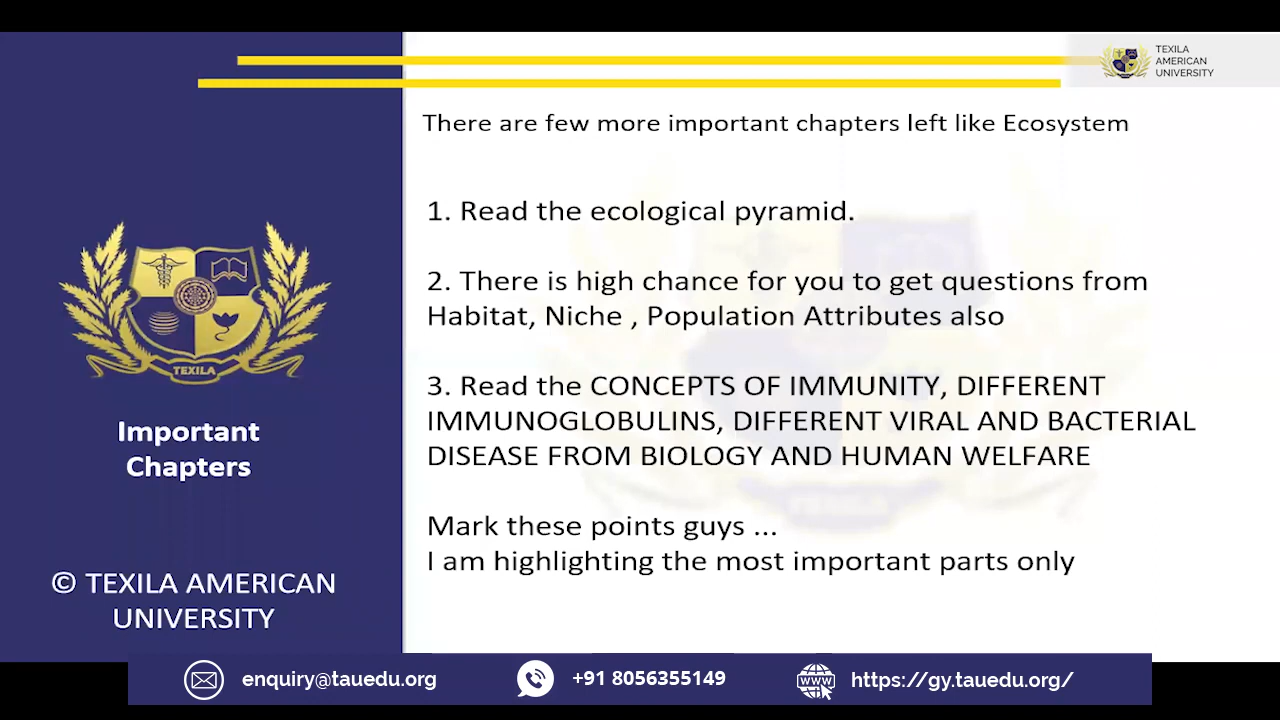 TEXILA
AMERICAN
UNIVERSITY
There are few more important chapters left like Ecosystem
1. Read the ecological pyramid.
2. There is high chance for you to get questions from
Habitat, Niche , Population Attributes also
3. Read the CONCEPTS OF IMMUNITY, DIFFERENT
IMMUNOGLOBULINS, DIFFERENT VIRAL AND BACTERIAL
DISEASE FROM BIOLOGY AND HUMAN WELFARE
Mark these points guys ...
I am highlighting the most important parts only
TEXILA
Important
Chapters
© TEXILA AMERICAN
UNIVERSITY
enquiry@tauedu.org
+91 8056355149
WWW
https://gy.tauedu.org/